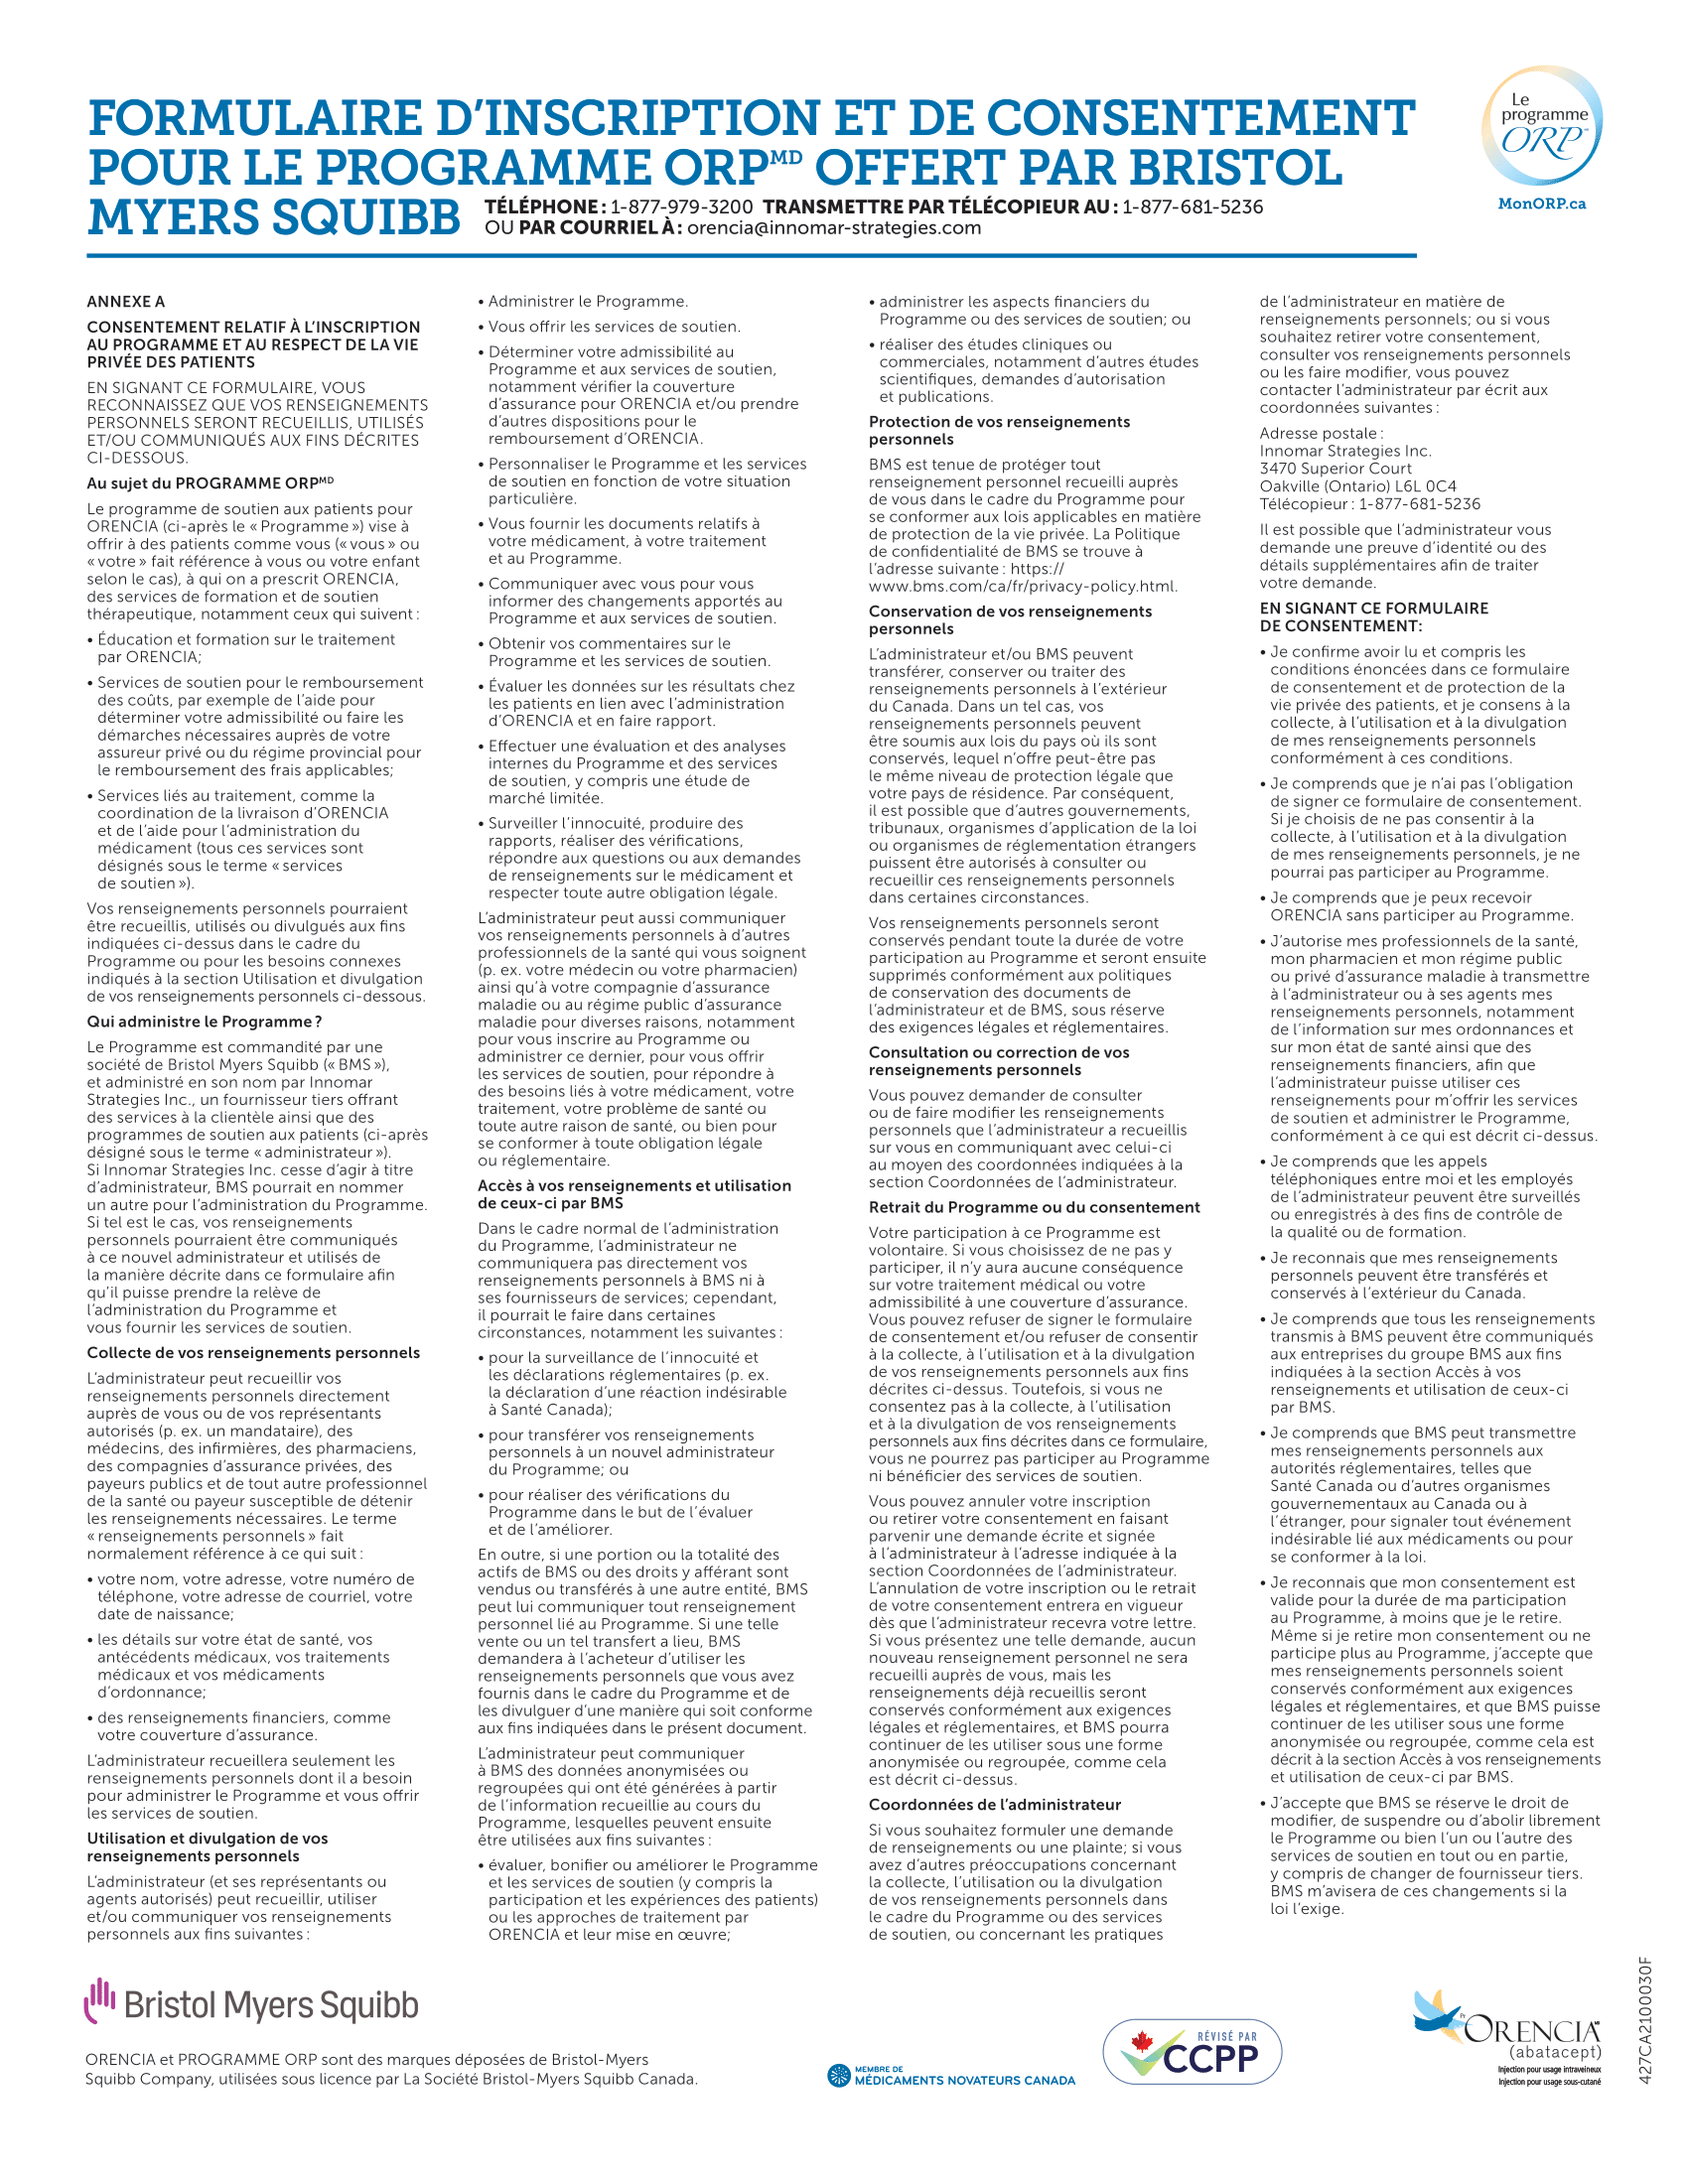 FORMULAIRE D’INSCRIPTION ET DE CONSENTEMENT
POUR LE PROGRAMME ORPMD OFFERT PAR BRISTOL
MYERS SQUIBB
TÉLÉPHONE : 1-877-979-3200 TRANSMETTRE PAR TÉLÉCOPIEUR AU : 1-877-681-5236
OU PAR COURRIEL À : orencia@innomar-strategies.com
Le
programme
ORP
MonORP.ca
ANNEXE A
CONSENTEMENT RELATIF À L’INSCRIPTION
AU PROGRAMME ET AU RESPECT DE LA VIE
PRIVÉE DES PATIENTS
EN SIGNANT CE FORMULAIRE, VOUS
RECONNAISSEZ QUE VOS RENSEIGNEMENTS
PERSONNELS SERONT RECUEILLIS, UTILISÉS
ET/OU COMMUNIQUÉS AUX FINS DÉCRITES
CI-DESSOUS.
Au sujet du PROGRAMME ORPMD
Le programme de soutien aux patients pour
ORENCIA (ci-après le « Programme ») vise à
offrir à des patients comme vous (« vous » ou
« votre » fait référence à vous ou votre enfant
selon le cas), à qui on a prescrit ORENCIA,
des services de formation et de soutien
thérapeutique, notamment ceux qui suivent :
• Éducation et formation sur le traitement
par ORENCIA;
• Services de soutien pour le remboursement
des coûts, par exemple de l’aide pour
déterminer votre admissibilité ou faire les
démarches nécessaires auprès de votre
assureur privé ou du régime provincial pour
le remboursement des frais applicables;
• Services liés au traitement, comme la
coordination de la livraison d’ORENCIA
et de l’aide pour l’administration du
médicament (tous ces services sont
désignés sous le terme « services
de soutien »).
Vos renseignements personnels pourraient
être recueillis, utilisés ou divulgués aux fins
indiquées ci-dessus dans le cadre du
Programme ou pour les besoins connexes
indiqués à la section Utilisation et divulgation
de vos renseignements personnels ci-dessous.
Qui administre le Programme ?
Le Programme est commandité par une
société de Bristol Myers Squibb (« BMS »),
et administré en son nom par Innomar
Strategies Inc., un fournisseur tiers offrant
des services à la clientèle ainsi que des
programmes de soutien aux patients (ci-après
désigné sous le terme « administrateur »).
Si Innomar Strategies Inc. cesse d’agir à titre
d’administrateur, BMS pourrait en nommer
un autre pour l’administration du Programme.
Si tel est le cas, vos renseignements
personnels pourraient être communiqués
à ce nouvel administrateur et utilisés de
la manière décrite dans ce formulaire afin
qu’il puisse prendre la relève de
l’administration du Programme et
vous fournir les services de soutien.
Collecte de vos renseignements personnels
L’administrateur peut recueillir vos
renseignements personnels directement
auprès de vous ou de vos représentants
autorisés (p. ex. un mandataire), des
médecins, des infirmières, des pharmaciens,
des compagnies d’assurance privées, des
payeurs publics et de tout autre professionnel
de la santé ou payeur susceptible de détenir
les renseignements nécessaires. Le terme
« renseignements personnels » fait
normalement référence à ce qui suit :
• votre nom, votre adresse, votre numéro de
téléphone, votre adresse de courriel, votre
date de naissance;
• les détails sur votre état de santé, vos
antécédents médicaux, vos traitements
médicaux et vos médicaments
d’ordonnance;
• des renseignements financiers, comme
votre couverture d’assurance.
L’administrateur recueillera seulement les
renseignements personnels dont il a besoin
pour administrer le Programme et vous offrir
les services de soutien.
Utilisation et divulgation de vos
renseignements personnels
L’administrateur (et ses représentants ou
agents autorisés) peut recueillir, utiliser
et/ou communiquer vos renseignements
personnels aux fins suivantes :
• Administrer le Programme.
• Vous offrir les services de soutien.
• Déterminer votre admissibilité au
Programme et aux services de soutien,
notamment vérifier la couverture
d’assurance pour ORENCIA et/ou prendre
d’autres dispositions pour le
remboursement d’ORENCIA.
• Personnaliser le Programme et les services
de soutien en fonction de votre situation
particulière.
• Vous fournir les documents relatifs à
votre médicament, à votre traitement
et au Programme.
• Communiquer avec vous pour vous
informer des changements apportés au
Programme et aux services de soutien.
• Obtenir vos commentaires sur le
Programme et les services de soutien.
• Évaluer les données sur les résultats chez
les patients en lien avec l’administration
d’ORENCIA et en faire rapport.
• Effectuer une évaluation et des analyses
internes du Programme et des services
de soutien, y compris une étude de
marché limitée.
• Surveiller l’innocuité, produire des
rapports, réaliser des vérifications,
répondre aux questions ou aux demandes
de renseignements sur le médicament et
respecter toute autre obligation légale.
L’administrateur peut aussi communiquer
vos renseignements personnels à d’autres
professionnels de la santé qui vous soignent
(p. ex. votre médecin ou votre pharmacien)
ainsi qu’à votre compagnie d’assurance
maladie ou au régime public d’assurance
maladie pour diverses raisons, notamment
pour vous inscrire au Programme ou
administrer ce dernier, pour vous offrir
les services de soutien, pour répondre à
des besoins liés à votre médicament, votre
traitement, votre problème de santé ou
toute autre raison de santé, ou bien pour
se conformer à toute obligation légale
ou réglementaire.
Accès à vos renseignements et utilisation
de ceux-ci par BMS
Dans le cadre normal de l’administration
du Programme, l’administrateur ne
communiquera pas directement vos
renseignements personnels à BMS ni à
ses fournisseurs de services; cependant,
il pourrait le faire dans certaines
circonstances, notamment les suivantes :
• pour la surveillance de l’innocuité et
les déclarations réglementaires (p. ex.
la déclaration d’une réaction indésirable
à Santé Canada);
• pour transférer vos renseignements
personnels à un nouvel administrateur
du Programme; ou
• pour réaliser des vérifications du
Programme dans le but de l’évaluer
et de l’améliorer.
En outre, si une portion ou la totalité des
actifs de BMS ou des droits y afférant sont
vendus ou transférés à une autre entité, BMS
peut lui communiquer tout renseignement
personnel lié au Programme. Si une telle
vente ou un tel transfert a lieu, BMS
demandera à l’acheteur d’utiliser les
renseignements personnels que vous avez
fournis dans le cadre du Programme et de
les divulguer d’une manière qui soit conforme
aux fins indiquées dans le présent document.
L’administrateur peut communiquer
à BMS des données anonymisées ou
regroupées qui ont été générées à partir
de l’information recueillie au cours du
Programme, lesquelles peuvent ensuite
être utilisées aux fins suivantes :
• évaluer, bonifier ou améliorer le Programme
et les services de soutien (y compris la
participation et les expériences des patients)
ou les approches de traitement par
ORENCIA et leur mise en œuvre;
• administrer les aspects financiers du
Programme ou des services de soutien; ou
• réaliser des études cliniques ou
commerciales, notamment d’autres études
scientifiques, demandes d’autorisation
et publications.
Protection de vos renseignements
personnels
BMS est tenue de protéger tout
renseignement personnel recueilli auprès
de vous dans le cadre du Programme pour
se conformer aux lois applicables en matière
de protection de la vie privée. La Politique
de confidentialité de BMS se trouve à
l’adresse suivante : https://
www.bms.com/ca/fr/privacy-policy.html.
Conservation de vos renseignements
personnels
L’administrateur et/ou BMS peuvent
transférer, conserver ou traiter des
renseignements personnels à l’extérieur
du Canada. Dans un tel cas, vos
renseignements personnels peuvent
être soumis aux lois du pays où ils sont
conservés, lequel n’offre peut-être pas
le même niveau de protection légale que
votre pays de résidence. Par conséquent,
il est possible que d’autres gouvernements,
tribunaux, organismes d’application de la loi
ou organismes de réglementation étrangers
puissent être autorisés à consulter ou
recueillir ces renseignements personnels
dans certaines circonstances.
Vos renseignements personnels seront
conservés pendant toute la durée de votre
participation au Programme et seront ensuite
supprimés conformément aux politiques
de conservation des documents de
l’administrateur et de BMS, sous réserve
des exigences légales et réglementaires.
Consultation ou correction de vos
renseignements personnels
Vous pouvez demander de consulter
ou de faire modifier les renseignements
personnels que l’administrateur a recueillis
sur vous en communiquant avec celui-ci
au moyen des coordonnées indiquées à la
section Coordonnées de l’administrateur.
Retrait du Programme ou du consentement
Votre participation à ce Programme est
volontaire. Si vous choisissez de ne pas y
participer, il n’y aura aucune conséquence
sur votre traitement médical ou votre
admissibilité à une couverture d’assurance.
Vous pouvez refuser de signer le formulaire
de consentement et/ou refuser de consentir
à la collecte, à l’utilisation et à la divulgation
de vos renseignements personnels aux fins
décrites ci-dessus. Toutefois, si vous ne
consentez pas à la collecte, à l’utilisation
et à la divulgation de vos renseignements
personnels aux fins décrites dans ce formulaire,
vous ne pourrez pas participer au Programme
ni bénéficier des services de soutien.
Vous pouvez annuler votre inscription
ou retirer votre consentement en faisant
parvenir une demande écrite et signée
à l’administrateur à l’adresse indiquée à la
section Coordonnées de l’administrateur.
L’annulation de votre inscription ou le retrait
de votre consentement entrera en vigueur
dès que l’administrateur recevra votre lettre.
Si vous présentez une telle demande, aucun
nouveau renseignement personnel ne sera
recueilli auprès de vous, mais les
renseignements déjà recueillis seront
conservés conformément aux exigences
légales et réglementaires, et BMS pourra
continuer de les utiliser sous une forme
anonymisée ou regroupée, comme cela
est décrit ci-dessus.
Coordonnées de l’administrateur
Si vous souhaitez formuler une demande
de renseignements ou une plainte; si vous
avez d’autres préoccupations concernant
la collecte, l’utilisation ou la divulgation
de vos renseignements personnels dans
le cadre du Programme ou des services
de soutien, ou concernant les pratiques
de l’administrateur en matière de
renseignements personnels; ou si vous
souhaitez retirer votre consentement,
consulter vos renseignements personnels
ou les faire modifier, vous pouvez
contacter l’administrateur par écrit aux
coordonnées suivantes :
Adresse postale :
Innomar Strategies Inc.
3470 Superior Court
Oakville (Ontario) L6L 0C4
Télécopieur : 1-877-681-5236
Il est possible que l’administrateur vous
demande une preuve d’identité ou des
détails supplémentaires afin de traiter
votre demande.
EN SIGNANT CE FORMULAIRE
DE CONSENTEMENT:
• Je confirme avoir lu et compris les
conditions énoncées dans ce formulaire
de consentement et de protection de la
vie privée des patients, et je consens à la
collecte, à l’utilisation et à la divulgation
de mes renseignements personnels
conformément à ces conditions.
• Je comprends que je n’ai pas l’obligation
de signer ce formulaire de consentement.
Si je choisis de ne pas consentir à la
collecte, à l’utilisation et à la divulgation
de mes renseignements personnels, je ne
pourrai pas participer au Programme.
• Je comprends que je peux recevoir
ORENCIA sans participer au Programme.
• J’autorise mes professionnels de la santé,
mon pharmacien et mon régime public
ou privé d’assurance maladie à transmettre
à l’administrateur ou à ses agents mes
renseignements personnels, notamment
de l’information sur mes ordonnances et
sur mon état de santé ainsi que des
renseignements financiers, afin que
l’administrateur puisse utiliser ces
renseignements pour m’offrir les services
de soutien et administrer le Programme,
conformément à ce qui est décrit ci-dessus.
• Je comprends que les appels
téléphoniques entre moi et les employés
de l’administrateur peuvent être surveillés
ou enregistrés à des fins de contrôle de
la qualité ou de formation.
• Je reconnais que mes renseignements
personnels peuvent être transférés et
conservés à l’extérieur du Canada.
• Je comprends que tous les renseignements
transmis à BMS peuvent être communiqués
aux entreprises du groupe BMS aux fins
indiquées à la section Accès à vos
renseignements et utilisation de ceux-ci
par BMS.
• Je comprends que BMS peut transmettre
mes renseignements personnels aux
autorités réglementaires, telles que
Santé Canada ou d’autres organismes
gouvernementaux au Canada ou à
l’étranger, pour signaler tout événement
indésirable lié aux médicaments ou pour
se conformer à la loi.
• Je reconnais que mon consentement est
valide pour la durée de ma participation
au Programme, à moins que je le retire.
Même si je retire mon consentement ou ne
participe plus au Programme, j’accepte que
mes renseignements personnels soient
conservés conformément aux exigences
légales et réglementaires, et que BMS puisse
continuer de les utiliser sous une forme
anonymisée ou regroupée, comme cela est
décrit à la section Accès à vos renseignements
et utilisation de ceux-ci par BMS.
• J’accepte que BMS se réserve le droit de
modifier, de suspendre ou d’abolir librement
le Programme ou bien l’un ou l’autre des
services de soutien en tout ou en partie,
y compris de changer de fournisseur tiers.
BMS m’avisera de ces changements si la
loi l’exige.
Bristol Myers Squibb
ORENCIA et PROGRAMME ORP sont des marques déposées de Bristol-Myers
Squibb Company, utilisées sous licence par La Société Bristol-Myers Squibb Canada.
MEMBRE DE
MÉDICAMENTS NOVATEURS CANADA
RÉVISÉ PAR
CCPP
Pr ORENCIA
(abatacept)
Injection pour usage intraveineux
Injection pour usage sous-cutané
427CA2100030F